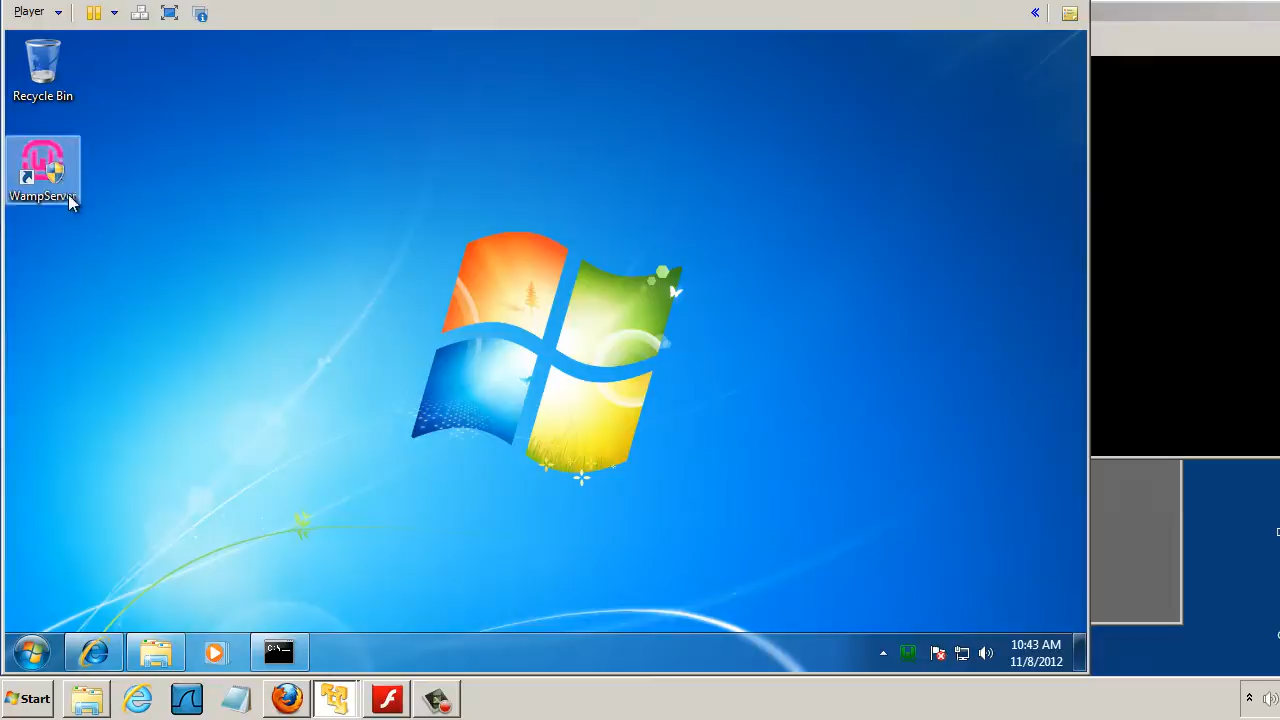 Player
Recycle Bin
WampServer
10:43 AM
11/8/2012
Start